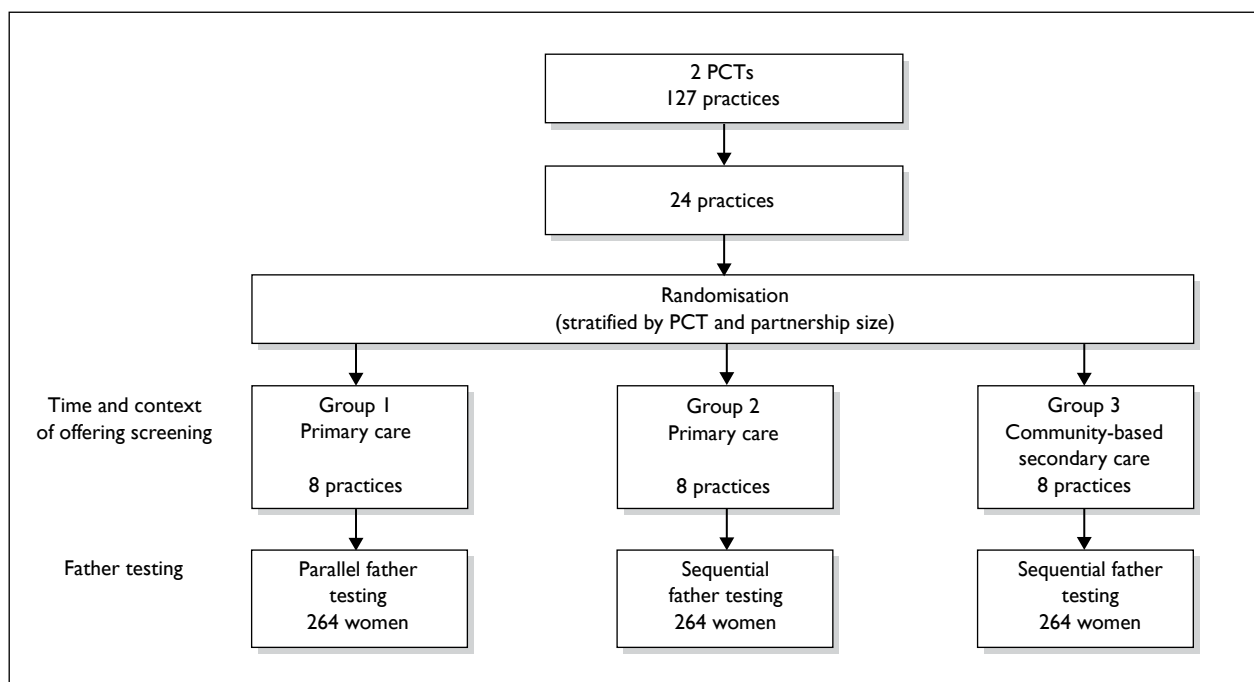 2 PCTs
127 practices
24 practices
Randomisation
(stratified by PCT and partnership size)
Time and context
of offering screening
Group 1
Primary care
8 practices
Group 2
Primary care
8 practices
Group 3
Community-based
secondary care
8 practices
Father testing
Parallel father
testing
264 women
Sequential
father testing
264 women
Sequential father
testing
264 women